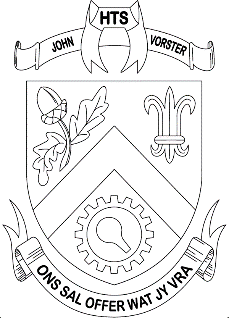 HTS
JOHN VORSTER
ONS SAL OFFER WAT JY VRA